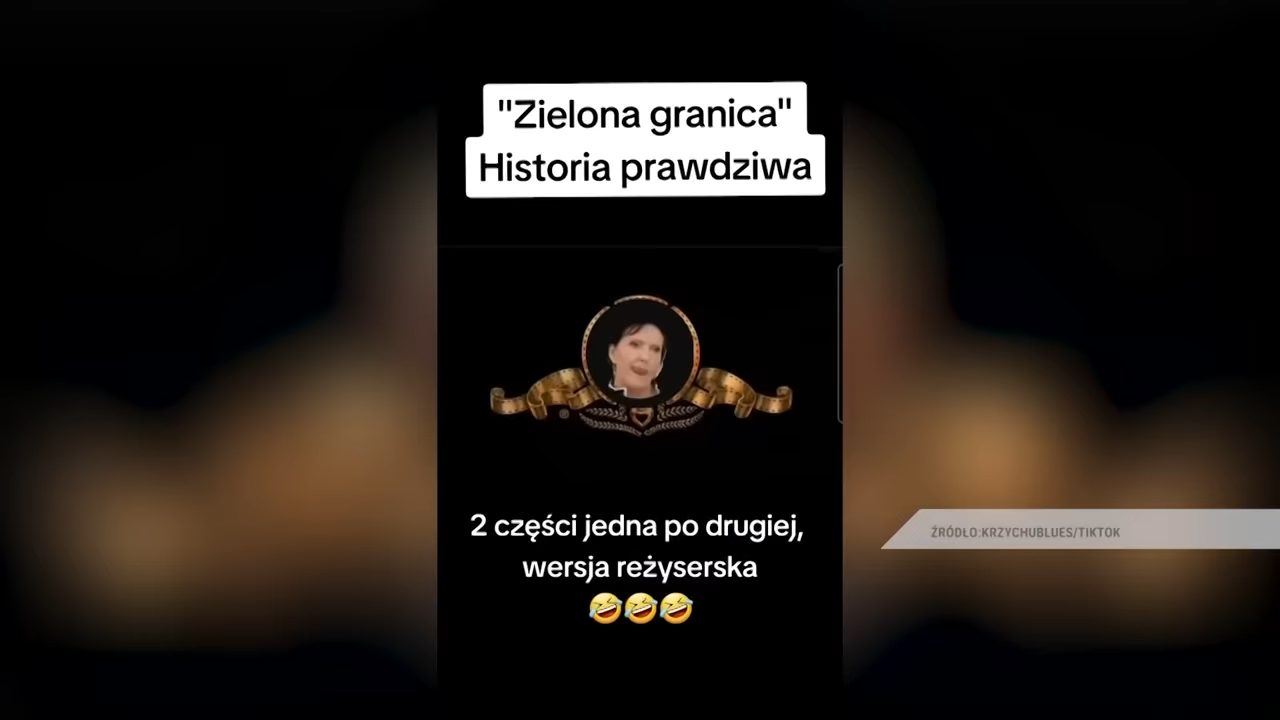 "Zielona granica"
Historia prawdziwa
®
2 części jedna po drugiej,
wersja reżyserska
🤣🤣🤣
ŹRÓDŁO:KRZYCHUBLUES/TIKTOK